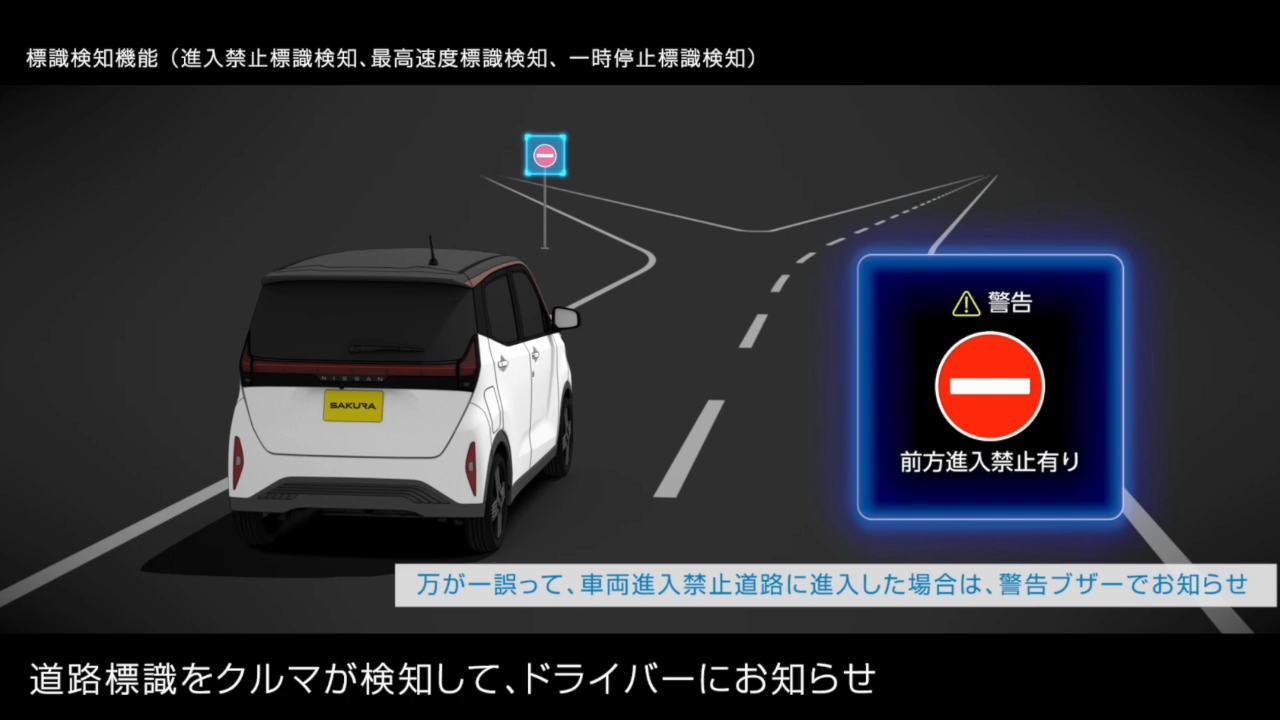 標識検知機能（進入禁止標識検知、最高速度標識検知、一時停止標識検知）
警告
前方進入禁止有り
NISSAN
SAKURA
万が一誤って、車両進入禁止道路に進入した場合は、警告ブザーでお知らせ
道路標識をクルマが検知して、ドライバーにお知らせ